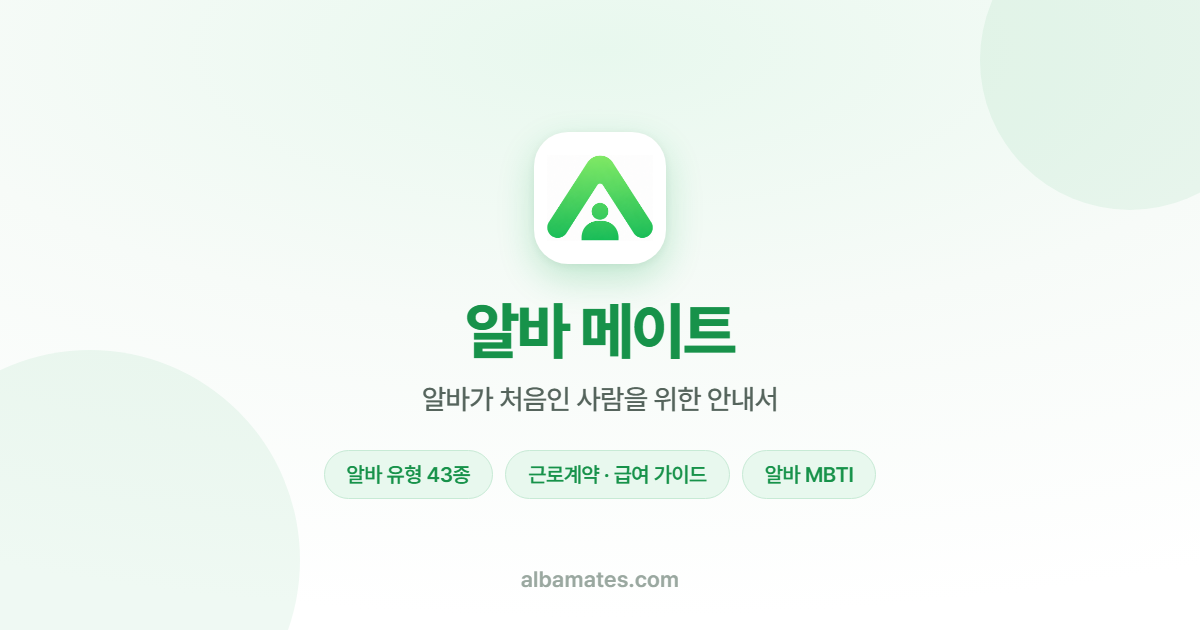 알바 메이트
알바가 처음인 사람을 위한 안내서
알바 유형 43종
근로계약 · 급여 가이드
알바 MBTI
albamates.com